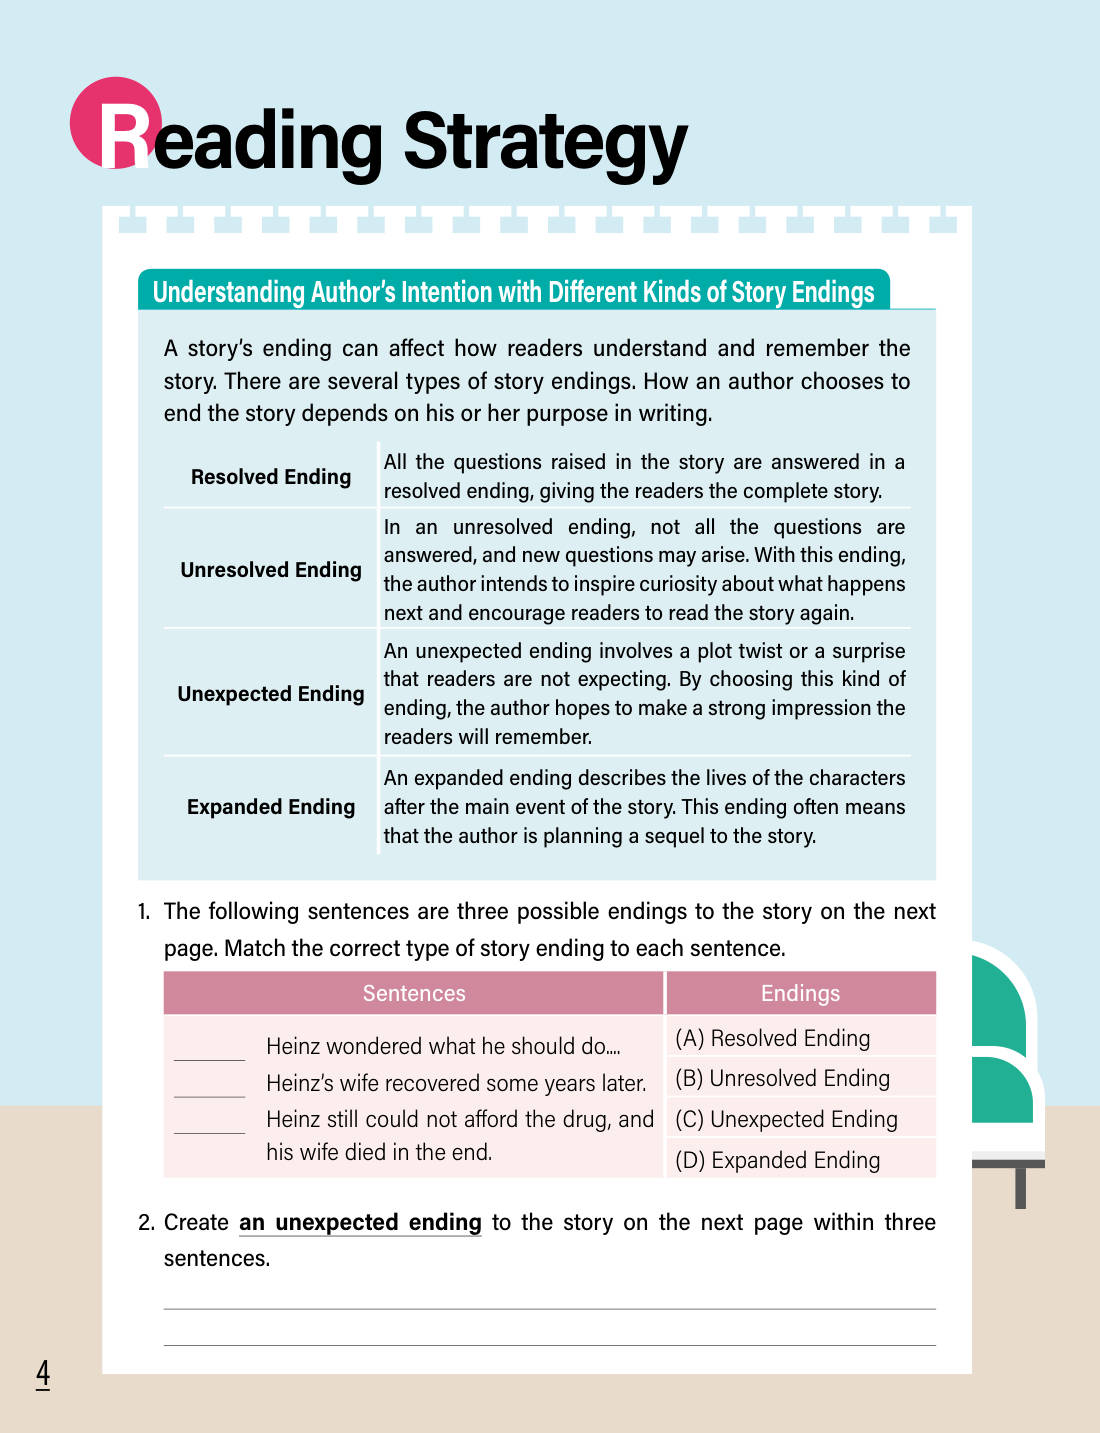 Reading Strategy
Understanding Author's Intention with Different Kinds of Story Endings
A story's ending can affect how readers understand and remember the
story. There are several types of story endings. How an author chooses to
end the story depends on his or her purpose in writing.
Resolved Ending
All the questions raised in the story are answered in a
resolved ending, giving the readers the complete story.
Unresolved Ending
In an unresolved ending, not all the questions are
answered, and new questions may arise. With this ending,
the author intends to inspire curiosity about what happens
next and encourage readers to read the story again.
Unexpected Ending
An unexpected ending involves a plot twist or a surprise
that readers are not expecting. By choosing this kind of
ending, the author hopes to make a strong impression the
readers will remember.
Expanded Ending
An expanded ending describes the lives of the characters
after the main event of the story. This ending often means
that the author is planning a sequel to the story.
1. The following sentences are three possible endings to the story on the next
page. Match the correct type of story ending to each sentence.
Sentences
Endings
Heinz wondered what he should do....
Heinz's wife recovered some years later.
Heinz still could not afford the drug, and
his wife died in the end.
(A) Resolved Ending
(B) Unresolved Ending
(C) Unexpected Ending
(D) Expanded Ending
2. Create an unexpected ending to the story on the next page within three
sentences.
4